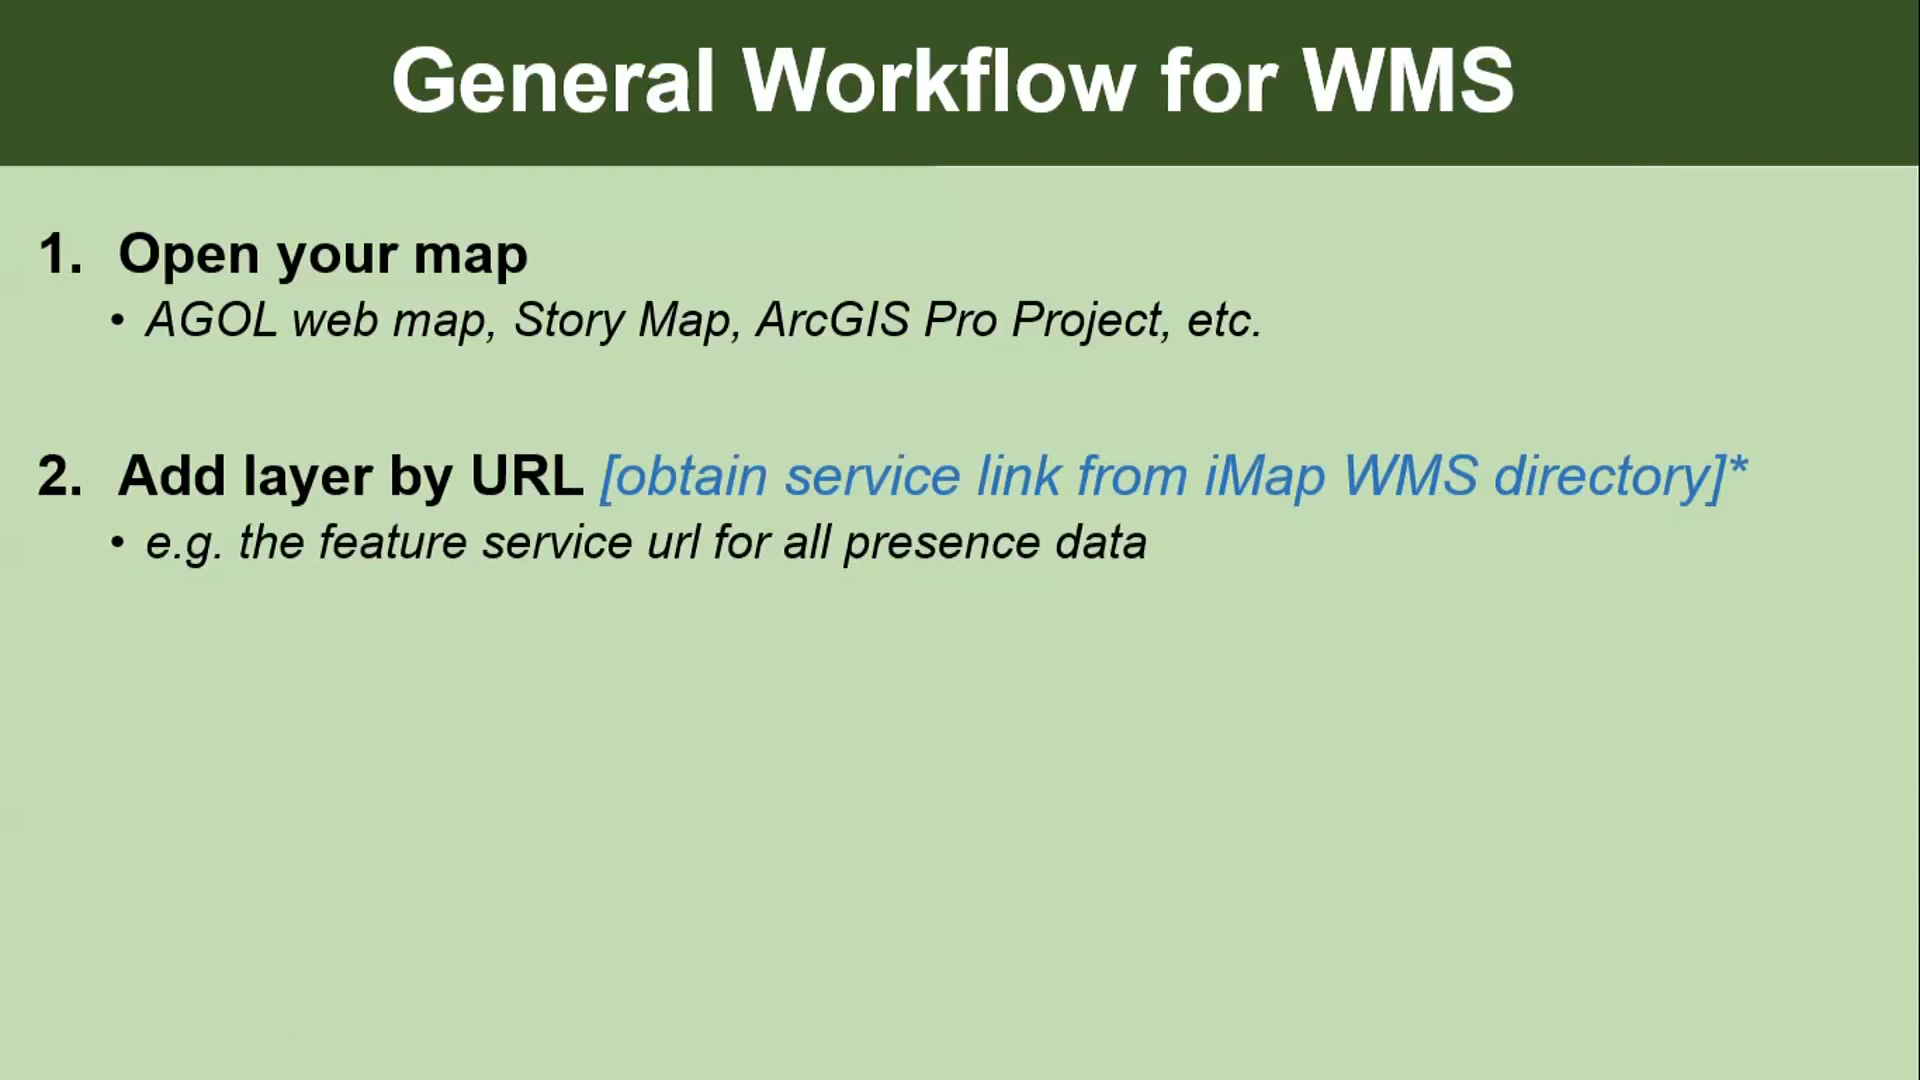 General Workflow for WMS
1. Open your map
• AGOL web map, Story Map, ArcGIS Pro Project, etc.
2. Add layer by URL [obtain service link from iMap WMS directory]*
• e.g. the feature service url for all presence data